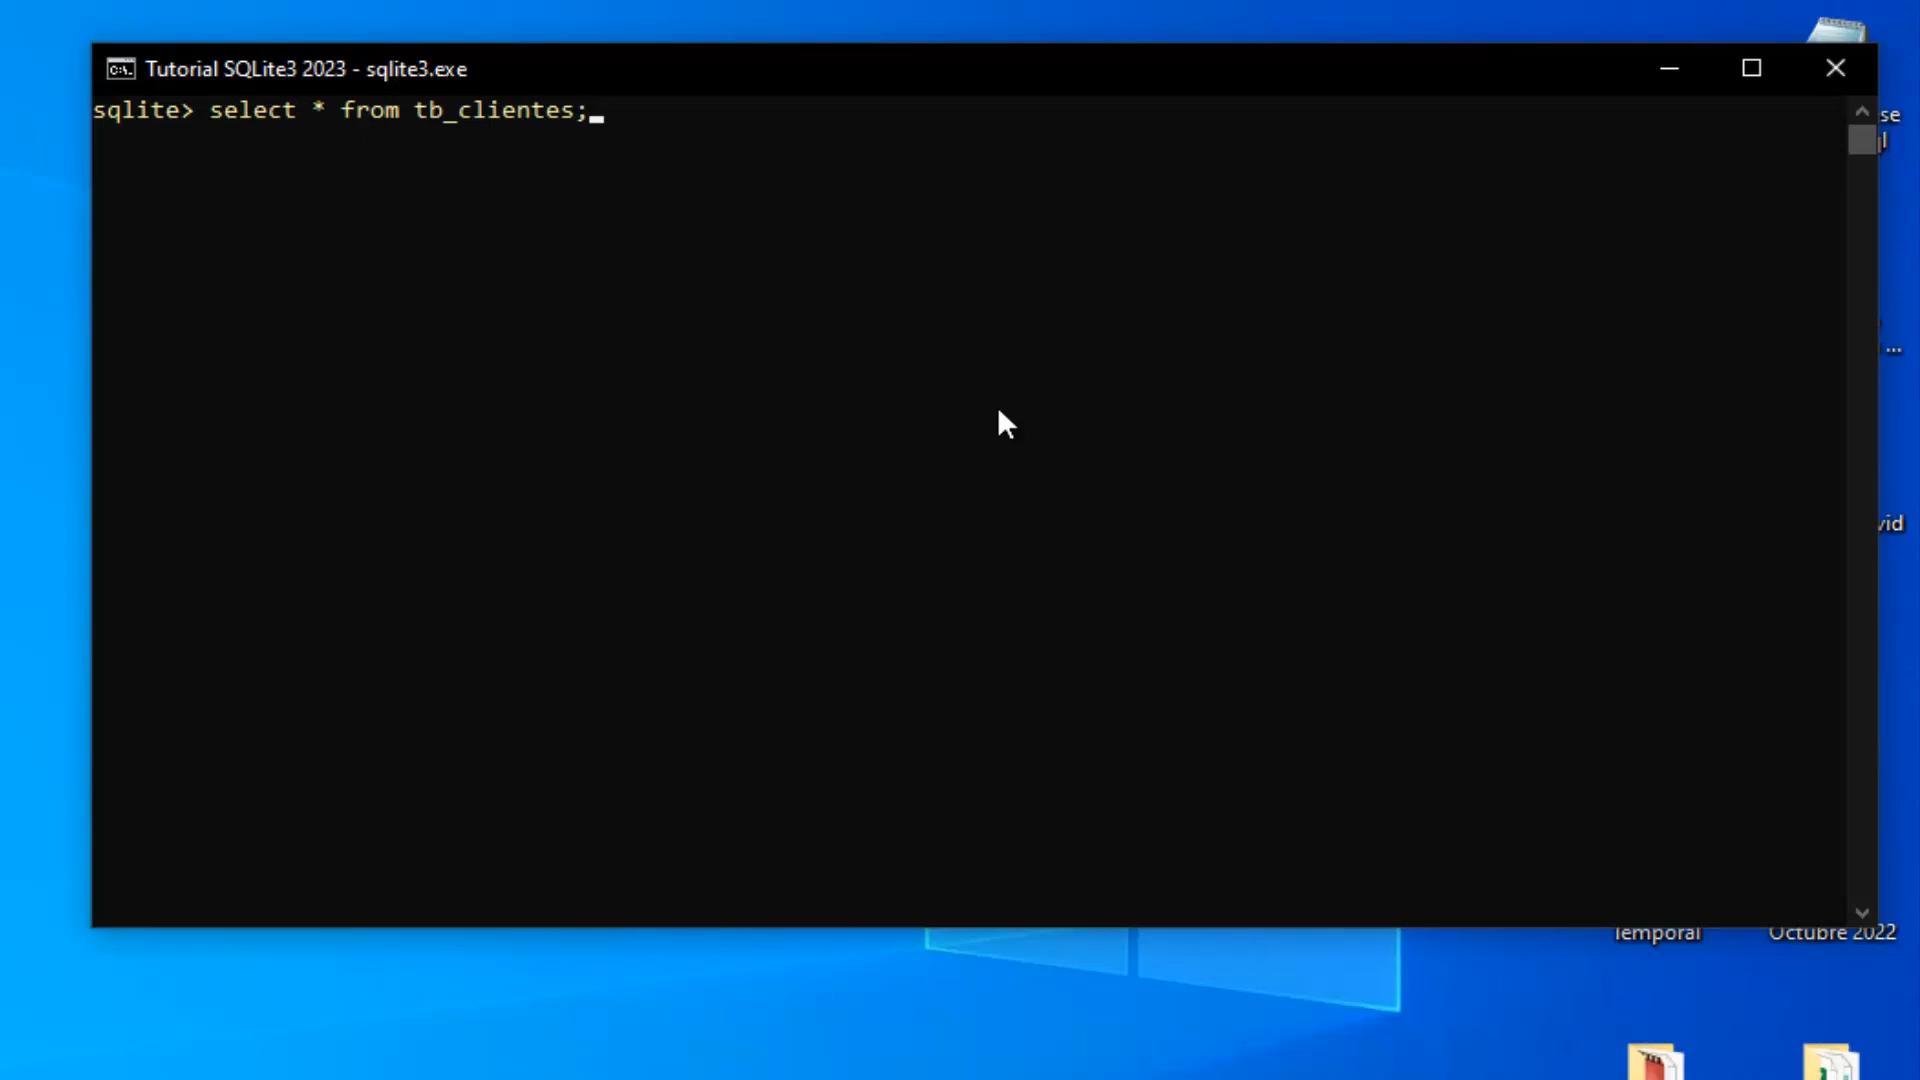 Tutorial SQLite3 2023 - sqlite3.exe
sqlite> select * from tb_clientes;
se
...
vid
Temporal
Octubre 2022